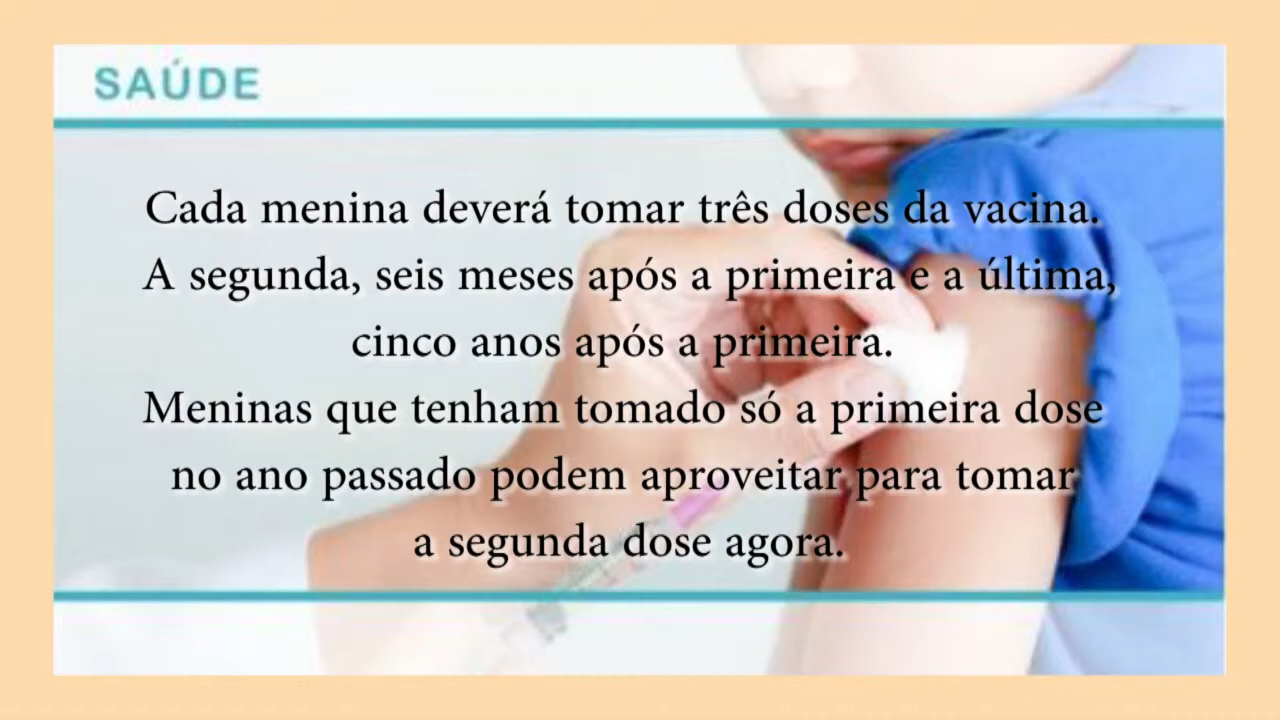 SAÚDE
Cada menina deverá tomar três doses da vacina.
A segunda, seis meses após a primeira e a última,
cinco anos após a primeira.
Meninas que tenham tomado só a primeira dose
no ano passado podem aproveitar para tomar
a segunda dose agora.